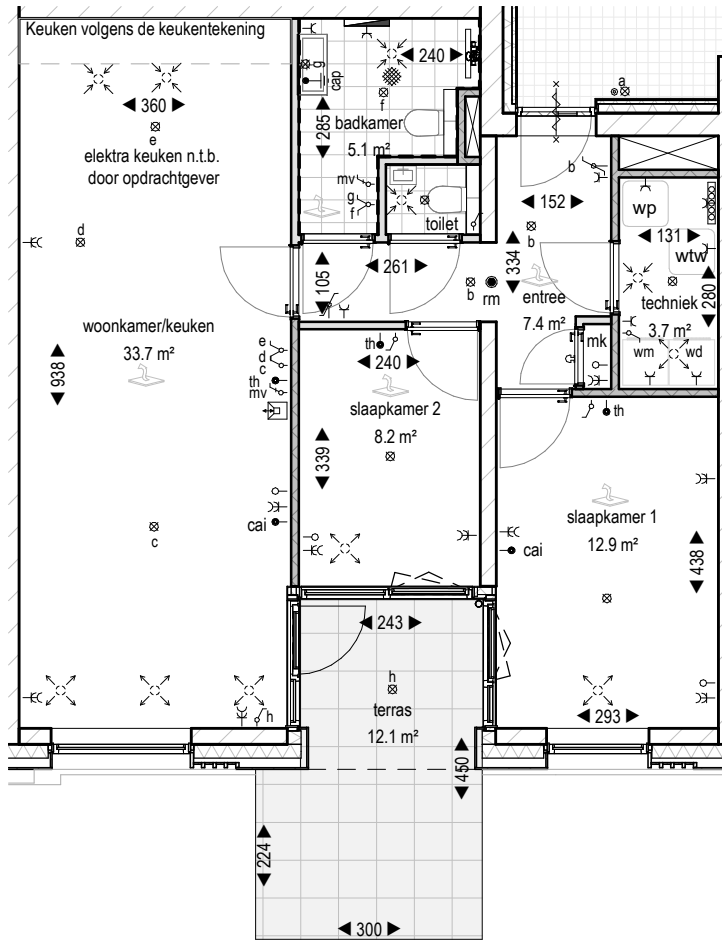 Keuken volgens de keukentekening
360
e
elektra keuken n.t.b.
door opdrachtgever
d
woonkamer/keuken
33.7 m²
938
e
d
c
th
mv
cai
c
h
g
cap
240
f
285
badkamer
5.1 m²
mv
g
f
toilet
a
b
152
b
334
entree
7.4 m²
105
261
b
rm
wp
131
wtw
280
techniek
3.7 m²
wm
wd
mk
th
240
slaapkamer 2
8.2 m²
339
th
slaapkamer 1
12.9 m²
cai
438
293
243
h
terras
12.1 m²
450
224
300